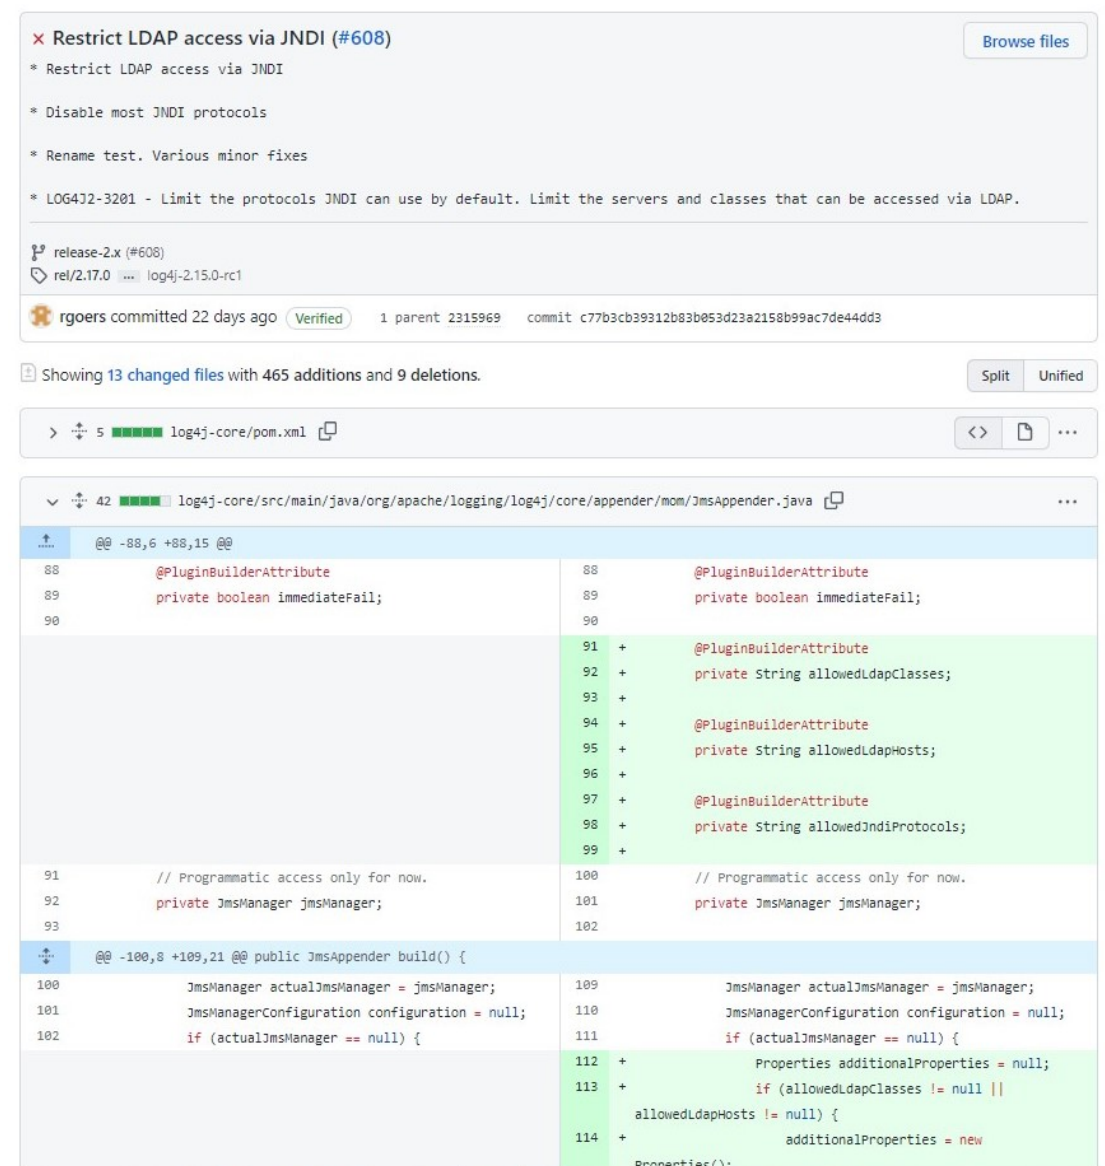 × Restrict LDAP access via JNDI (#608)
Browse files
* Restrict LDAP access via JNDI
* Disable most JNDI protocols
* Rename test. Various minor fixes
* LOG4J2-3201 - Limit the protocols JNDI can use by default. Limit the servers and classes that can be accessed via LDAP.
release-2.x (#608)
rel/2.17.0 ... log4j-2.15.0-rc1
rgoers committed 22 days ago Verified 1 parent 2315969 commit c77b3cb39312b83b053d23a2158b99ac7de44dd3
Showing 13 changed files with 465 additions and 9 deletions.
Split Unified
5 log4j-core/pom.xml
42 log4j-core/src/main/java/org/apache/logging/log4j/core/appender/mom/JmsAppender.java
@@ -88,6 +88,15 @@
88 @PluginBuilderAttribute 88 @PluginBuilderAttribute
89 private boolean immediateFail; 89 private boolean immediateFail;
90 90
91 + @PluginBuilderAttribute
92 + private String allowedLdapClasses;
93 +
94 + @PluginBuilderAttribute
95 + private String allowedLdapHosts;
96 +
97 + @PluginBuilderAttribute
98 + private String allowedJndiProtocols;
99 +
91 // Programmatic access only for now. 100 // Programmatic access only for now.
92 private JmsManager jmsManager; 101 private JmsManager jmsManager;
93 102
@@ -100,8 +109,21 @@ public JmsAppender build() {
100 JmsManager actualJmsManager = jmsManager; 109 JmsManager actualJmsManager = jmsManager;
101 JmsManagerConfiguration configuration = null; 110 JmsManagerConfiguration configuration = null;
102 if (actualJmsManager == null) { 111 if (actualJmsManager == null) {
112 + Properties additionalProperties = null;
113 + if (allowedLdapClasses != null ||
allowedLdapHosts != null) {
114 + additionalProperties = new
Properties();